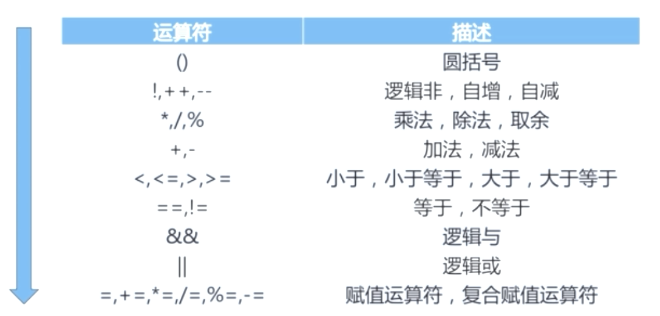 运算符 描述
() 圆括号
!,++,-- 逻辑非，自增，自减
*,/,% 乘法，除法，取余
+,- 加法，减法
<,<=,>,>= 小于，小于等于，大于，大于等于
==,!= 等于，不等于
&& 逻辑与
|| 逻辑或
=,+=,*=,/=,%=,-= 赋值运算符，复合赋值运算符